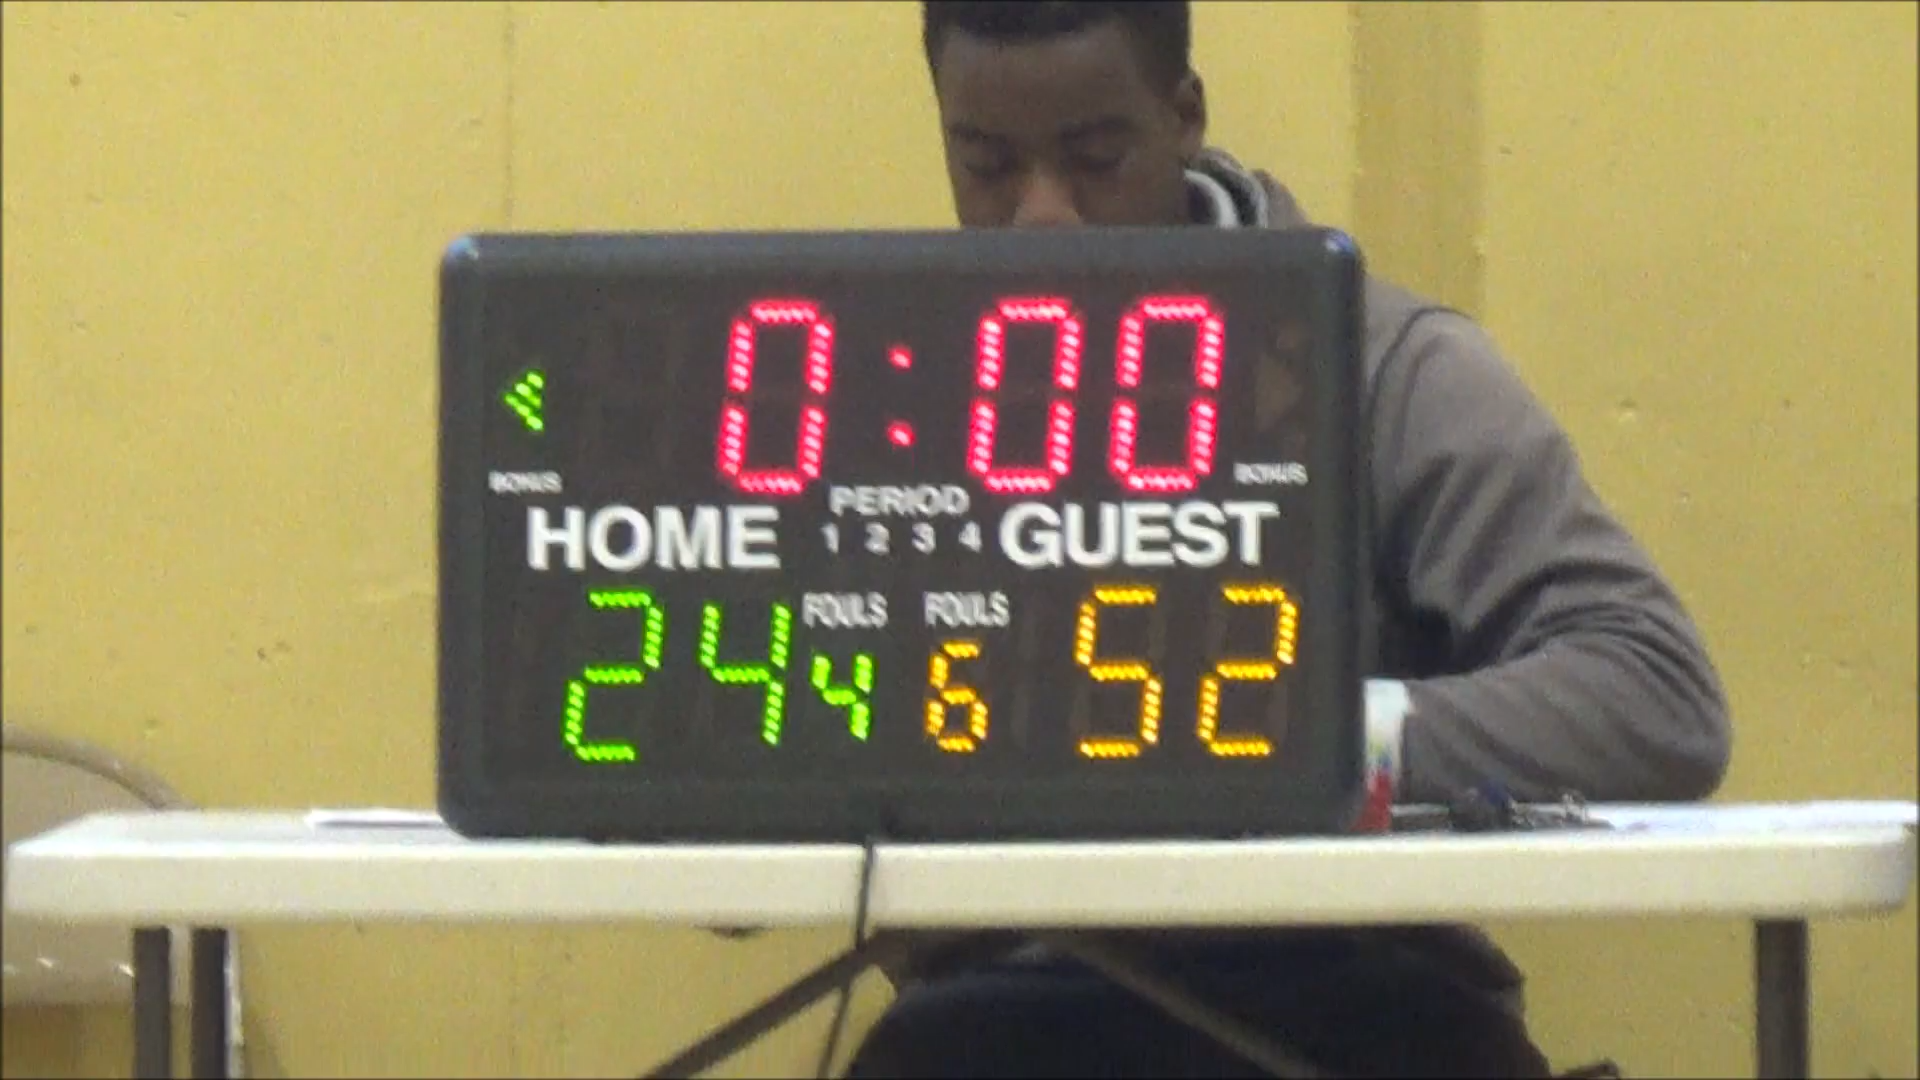 0:00
BONUS BONUS
PERIOD
HOME 1 2 3 4 GUEST
FOULS FOULS
24 4 6 52